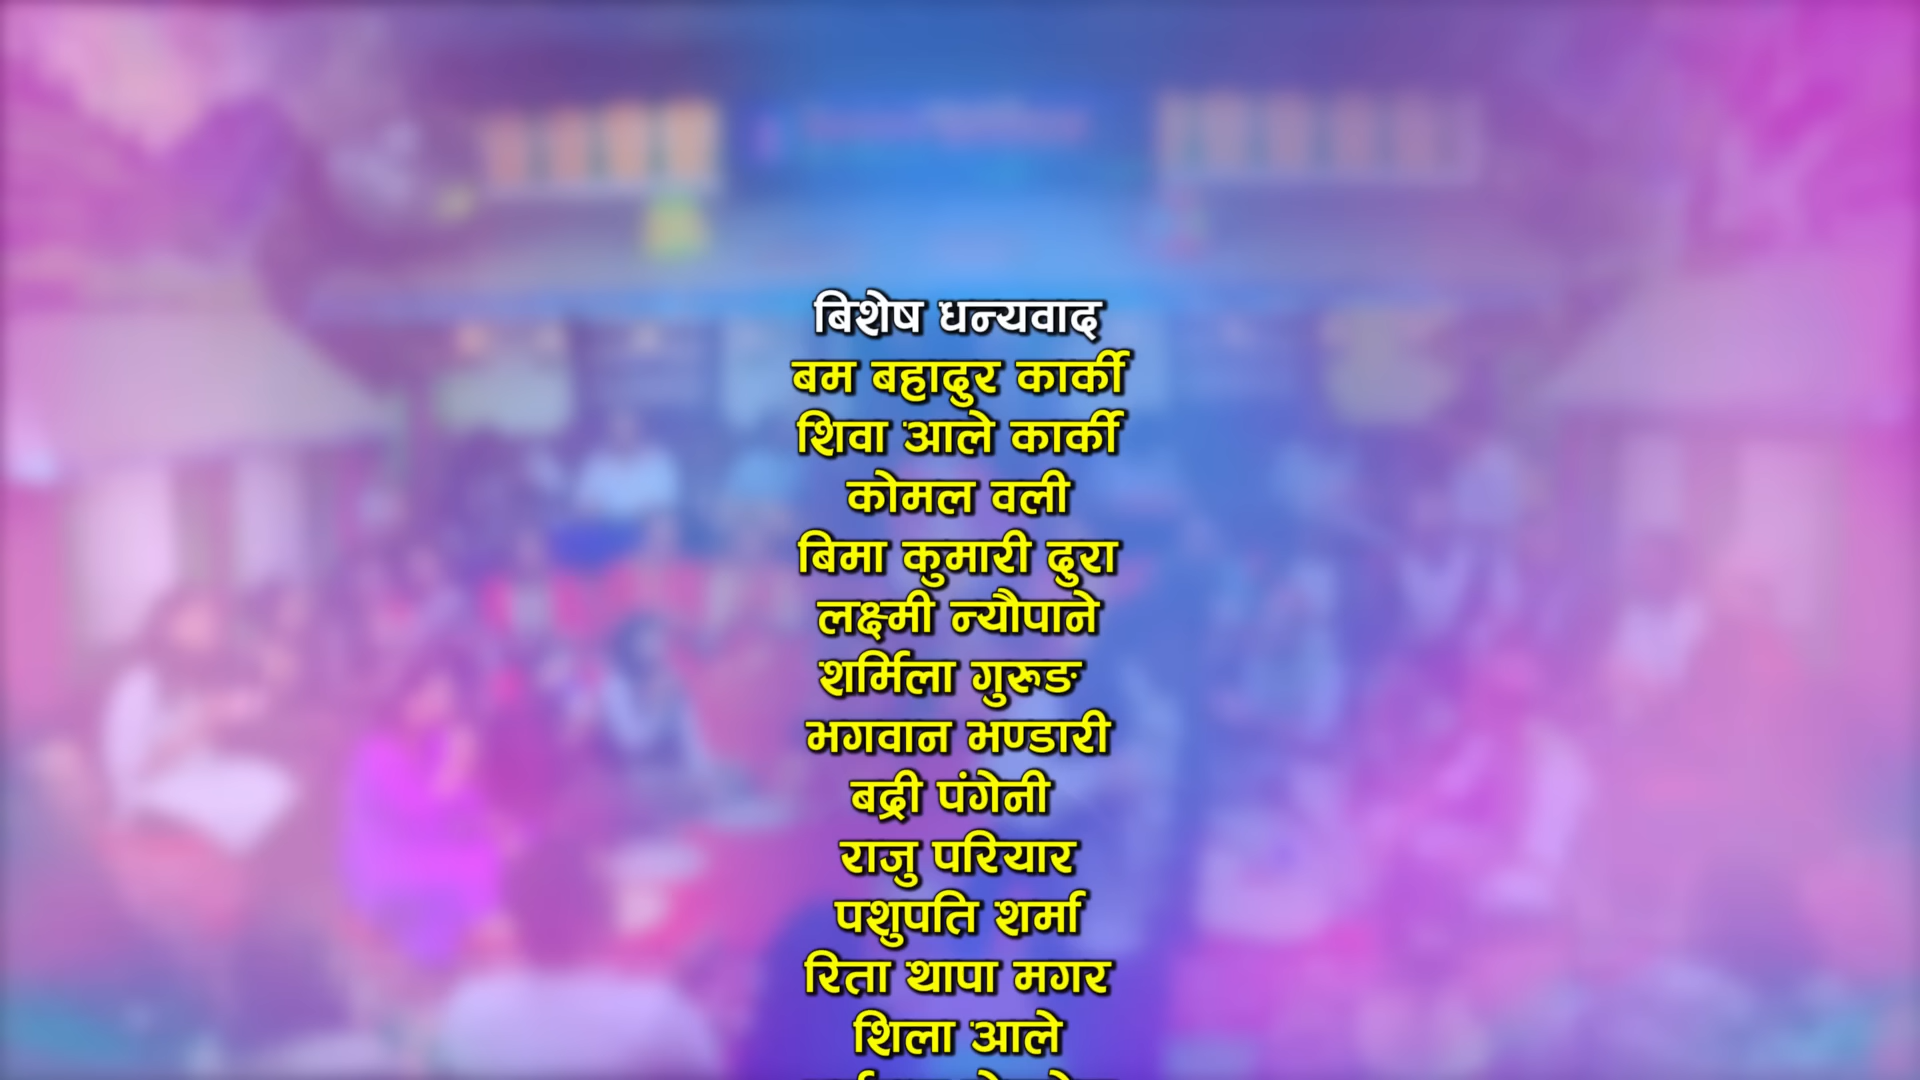 बिशेष धन्यवाद्
बम बहादुर कार्की
शिवा आले कार्की
कोमल वली
बिमा कुमारी दुरा
लक्ष्मी न्यौपाने
शर्मिला गुरूङ
भगवान भण्डारी
बद्री पंगेनी
राजु परियार
पशुपति शर्मा
रिता थापा मगर
शिला आले